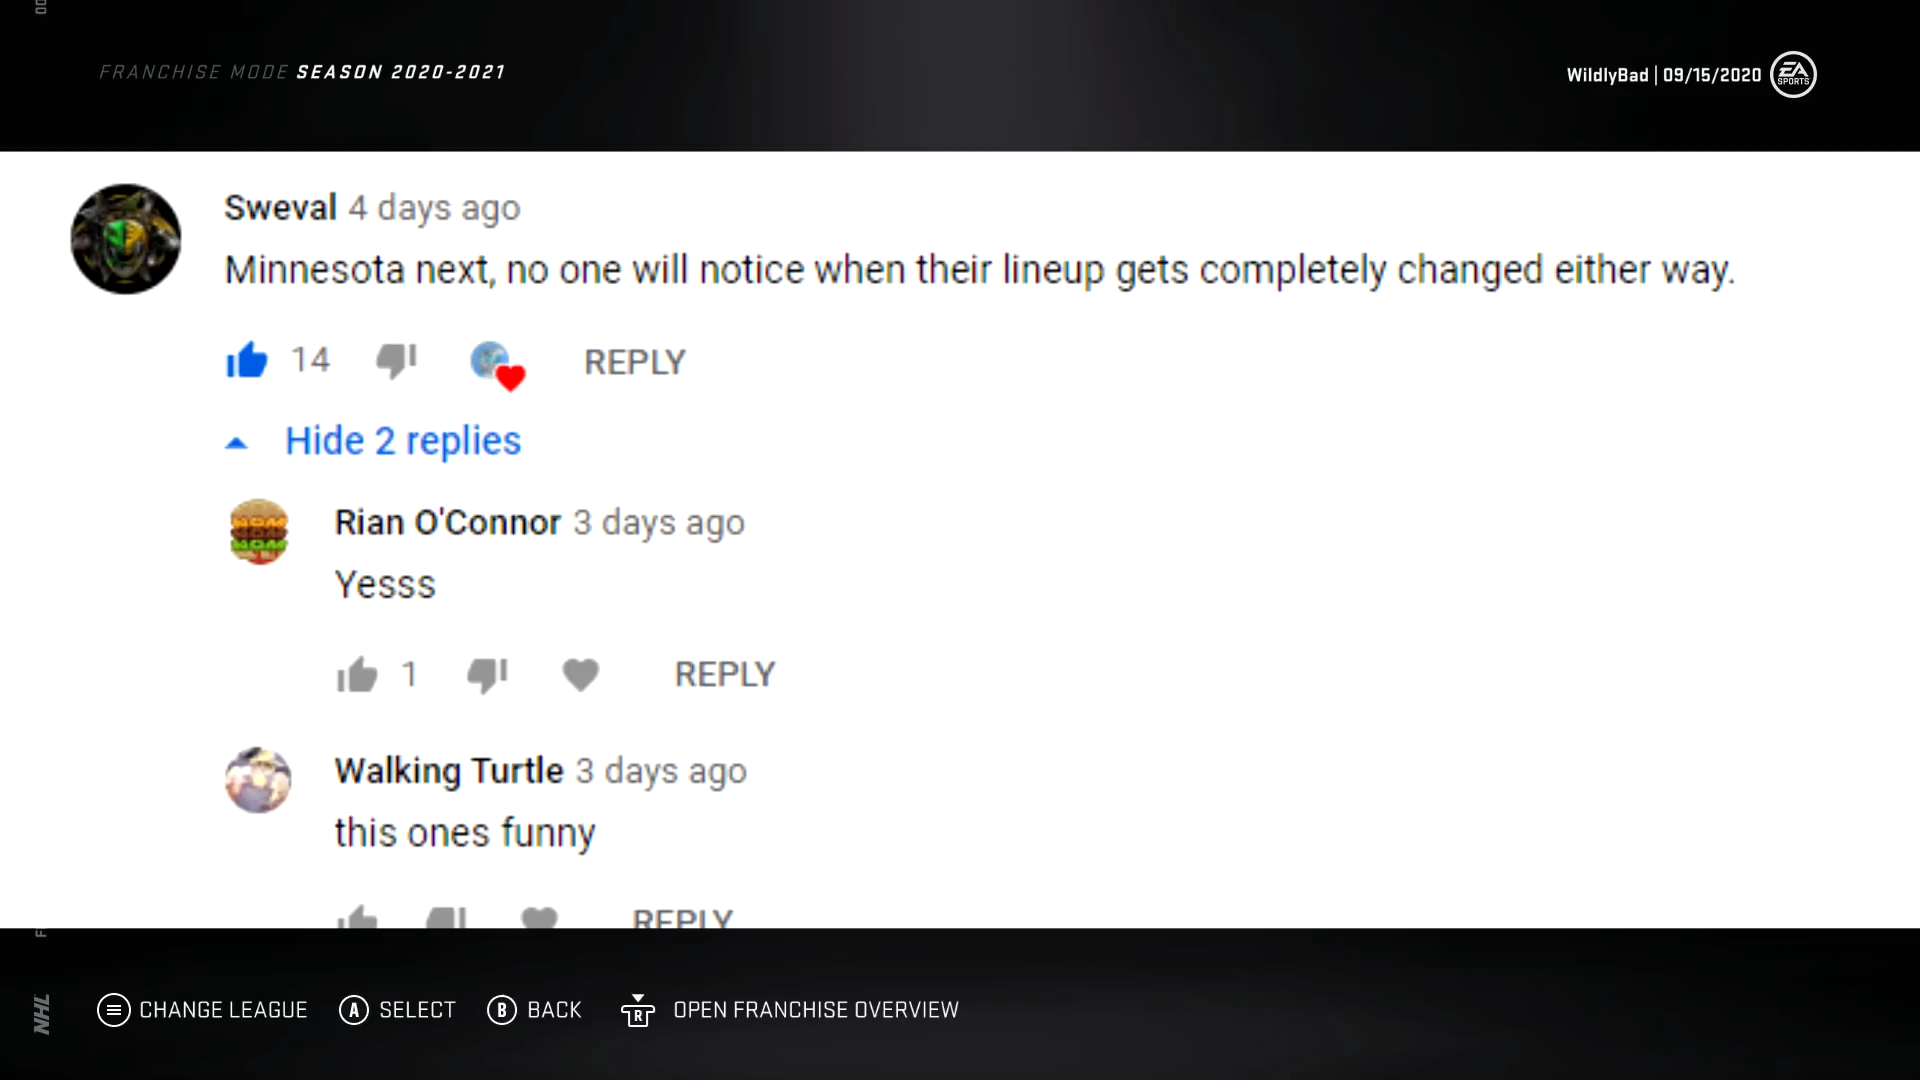 FRANCHISE MODE SEASON 2020-2021
WildlyBad | 09/15/2020
EA SPORTS
Sweval 4 days ago
Minnesota next, no one will notice when their lineup gets completely changed either way.
14 REPLY
Hide 2 replies
Rian O'Connor 3 days ago
Yesss
1 REPLY
Walking Turtle 3 days ago
this ones funny
REPLY
NHL
CHANGE LEAGUE A SELECT B BACK R OPEN FRANCHISE OVERVIEW